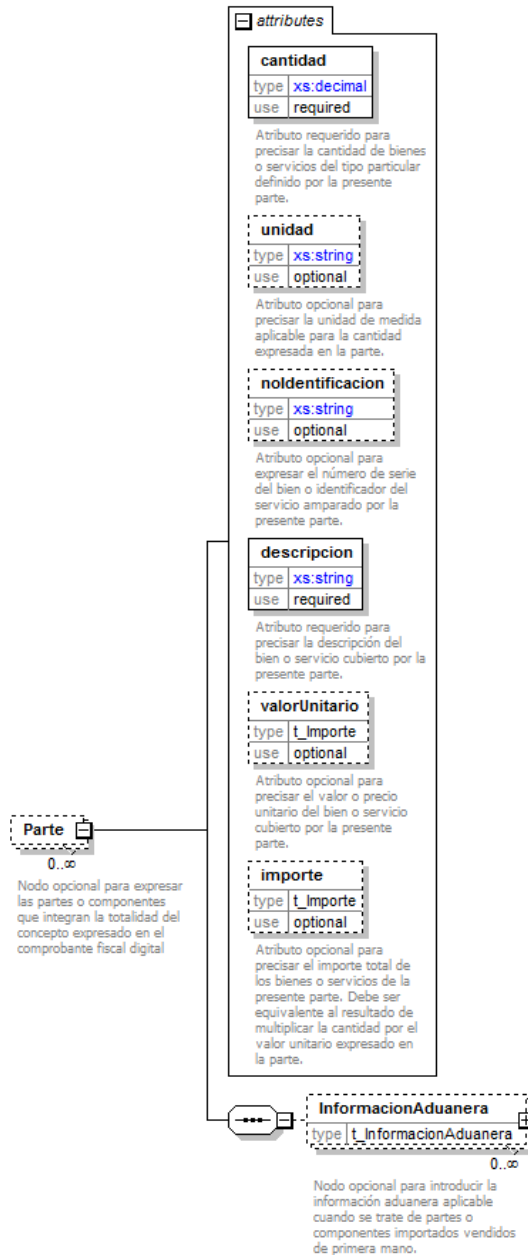 attributes
cantidad
type xs:decimal
use required
Atributo requerido para
precisar la cantidad de bienes
o servicios del tipo particular
definido por la presente
parte.
unidad
type xs:string
use optional
Atributo opcional para
precisar la unidad de medida
aplicable para la cantidad
expresada en la parte.
noIdentificacion
type xs:string
use optional
Atributo opcional para
expresar el número de serie
del bien o identificador del
servicio amparado por la
presente parte.
descripcion
type xs:string
use required
Atributo requerido para
precisar la descripción del
bien o servicio cubierto por la
presente parte.
valorUnitario
type t_Importe
use optional
Atributo opcional para
precisar el valor o precio
unitario del bien o servicio
cubierto por la presente
parte.
Parte
0..∞
Nodo opcional para expresar
las partes o componentes
que integran la totalidad del
concepto expresado en el
comprobante fiscal digital
importe
type t_Importe
use optional
Atributo opcional para
precisar el importe total de
los bienes o servicios de la
presente parte. Debe ser
equivalente al resultado de
multiplicar la cantidad por el
valor unitario expresado en
la parte.
InformacionAduanera
type t_InformacionAduanera
0..∞
Nodo opcional para introducir la
información aduanera aplicable
cuando se trate de partes o
componentes importados vendidos
de primera mano.